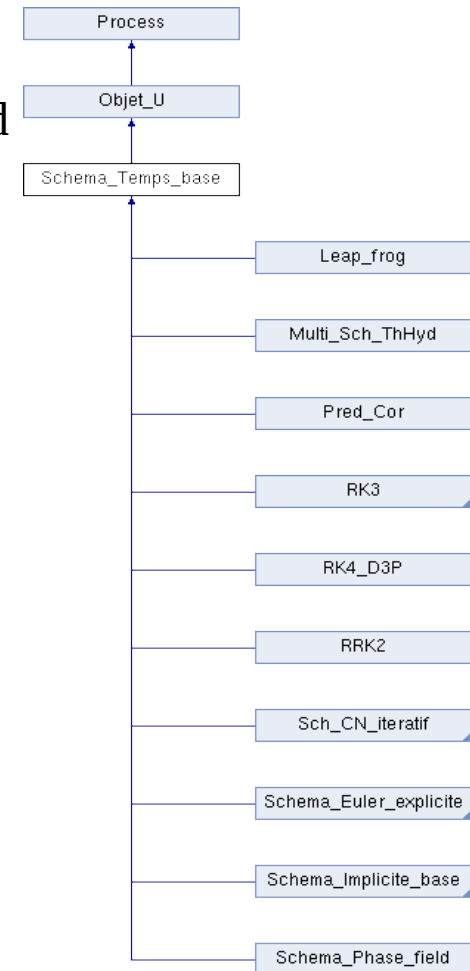 Process
Objet_U
Schema_Temps_base
Leap_frog
Multi_Sch_ThHyd
Pred_Cor
RK3
RK4_D3P
RRK2
Sch_CN_iteratif
Schema_Euler_explicite
Schema_Implicite_base
Schema_Phase_field